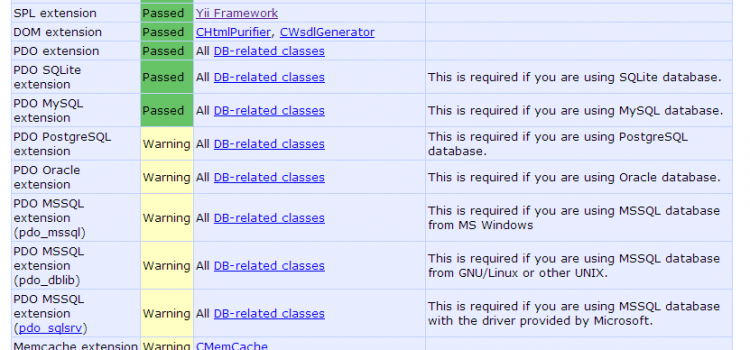 SPL extension Passed Yii Framework
DOM extension Passed CHtmlPurifier, CWsdlGenerator
PDO extension Passed All DB-related classes
PDO SQLite
extension Passed All DB-related classes This is required if you are using SQLite database.
PDO MySQL
extension Passed All DB-related classes This is required if you are using MySQL database.
PDO PostgreSQL
extension Warning All DB-related classes This is required if you are using PostgreSQL
database.
PDO Oracle
extension Warning All DB-related classes This is required if you are using Oracle database.
PDO MSSQL
extension
(pdo_mssql) Warning All DB-related classes This is required if you are using MSSQL database
from MS Windows
PDO MSSQL
extension
(pdo_dblib) Warning All DB-related classes This is required if you are using MSSQL database
from GNU/Linux or other UNIX.
PDO MSSQL
extension
(pdo_sqlsrv) Warning All DB-related classes This is required if you are using MSSQL database
with the driver provided by Microsoft.
Memcache extension Warning CMemCache